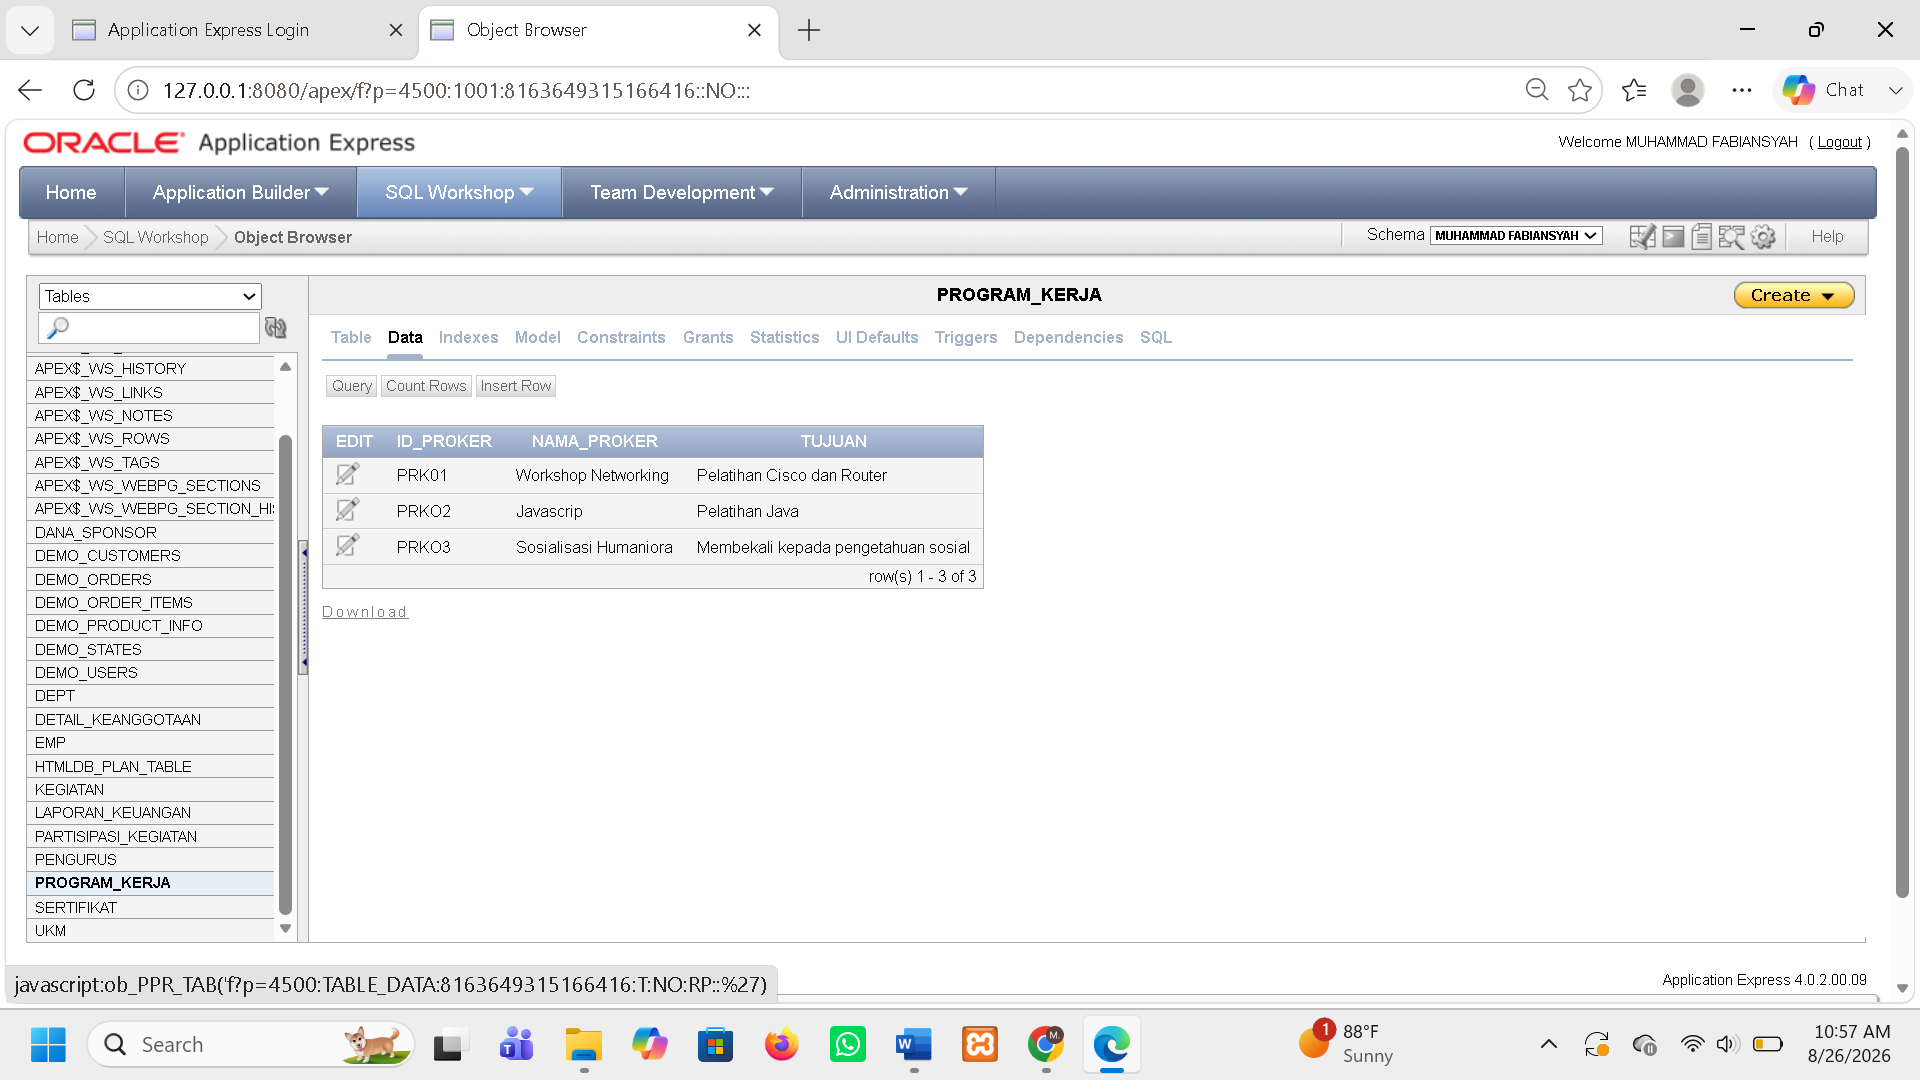 Application Express Login
Object Browser
127.0.0.1:8080/apex/f?p=4500:1001:8163649315166416::NO:::
Chat
ORACLE Application Express
Welcome MUHAMMAD FABIANSYAH ( Logout )
Home
Application Builder
SQL Workshop
Team Development
Administration
Home
SQL Workshop
Object Browser
Schema
MUHAMMAD FABIANSYAH
Help
Tables
APEX$_WS_HISTORY
APEX$_WS_LINKS
APEX$_WS_NOTES
APEX$_WS_ROWS
APEX$_WS_TAGS
APEX$_WS_WEBPG_SECTIONS
APEX$_WS_WEBPG_SECTION_HI
DANA_SPONSOR
DEMO_CUSTOMERS
DEMO_ORDERS
DEMO_ORDER_ITEMS
DEMO_PRODUCT_INFO
DEMO_STATES
DEMO_USERS
DEPT
DETAIL_KEANGGOTAAN
EMP
HTMLDB_PLAN_TABLE
KEGIATAN
LAPORAN_KEUANGAN
PARTISIPASI_KEGIATAN
PENGURUS
PROGRAM_KERJA
SERTIFIKAT
UKM
PROGRAM_KERJA
Create
Table Data Indexes Model Constraints Grants Statistics UI Defaults Triggers Dependencies SQL
Query Count Rows Insert Row
EDIT ID_PROKER NAMA_PROKER TUJUAN
PRK01 Workshop Networking Pelatihan Cisco dan Router
PRKO2 Javascrip Pelatihan Java
PRKO3 Sosialisasi Humaniora Membekali kepada pengetahuan sosial
row(s) 1 - 3 of 3
Download
javascript:ob_PPR_TAB('f?p=4500:TABLE_DATA:8163649315166416:T:NO:RP::%27)
Application Express 4.0.2.00.09
Search
1
88°F
Sunny
10:57 AM
8/26/2026